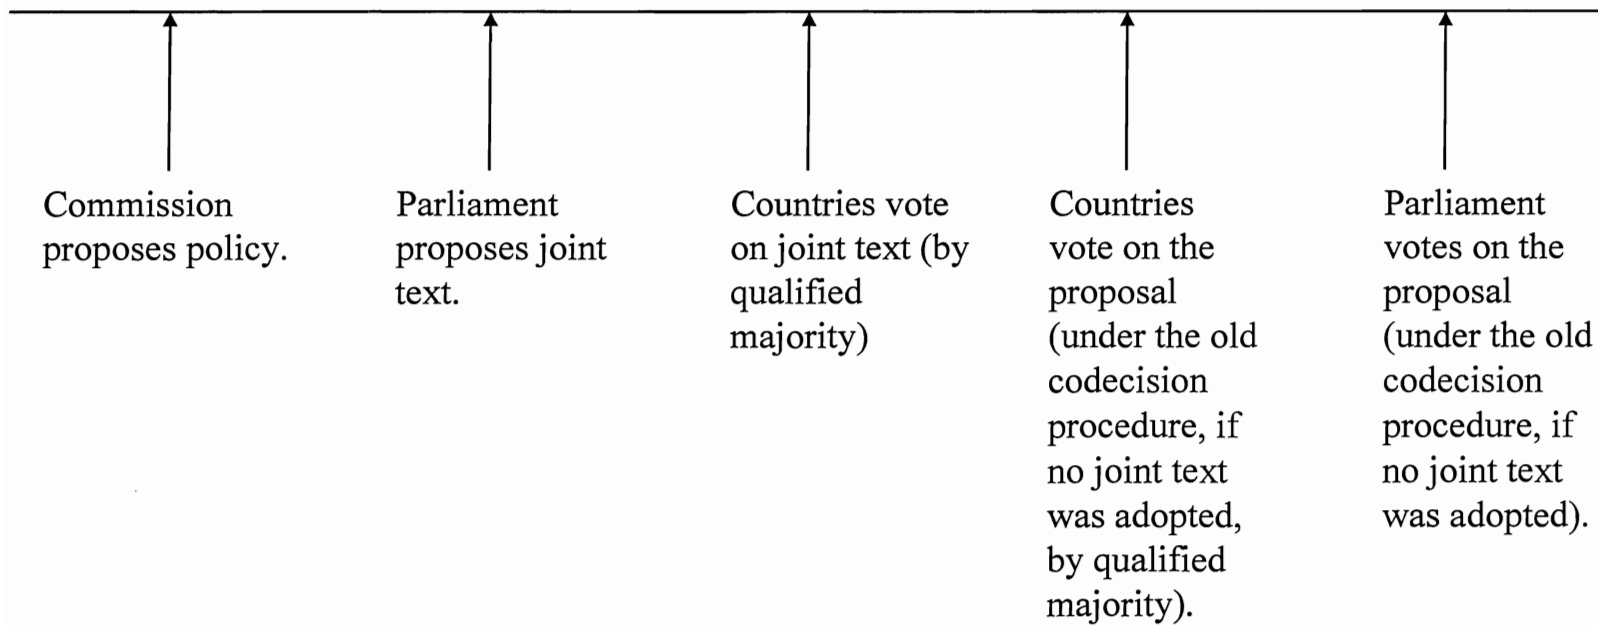 Commission
proposes policy.
Parliament
proposes joint
text.
Countries vote
on joint text (by
qualified
majority)
Countries
vote on the
proposal
(under the old
codecision
procedure, if
no joint text
was adopted,
by qualified
majority).
Parliament
votes on the
proposal
(under the old
codecision
procedure, if
no joint text
was adopted).